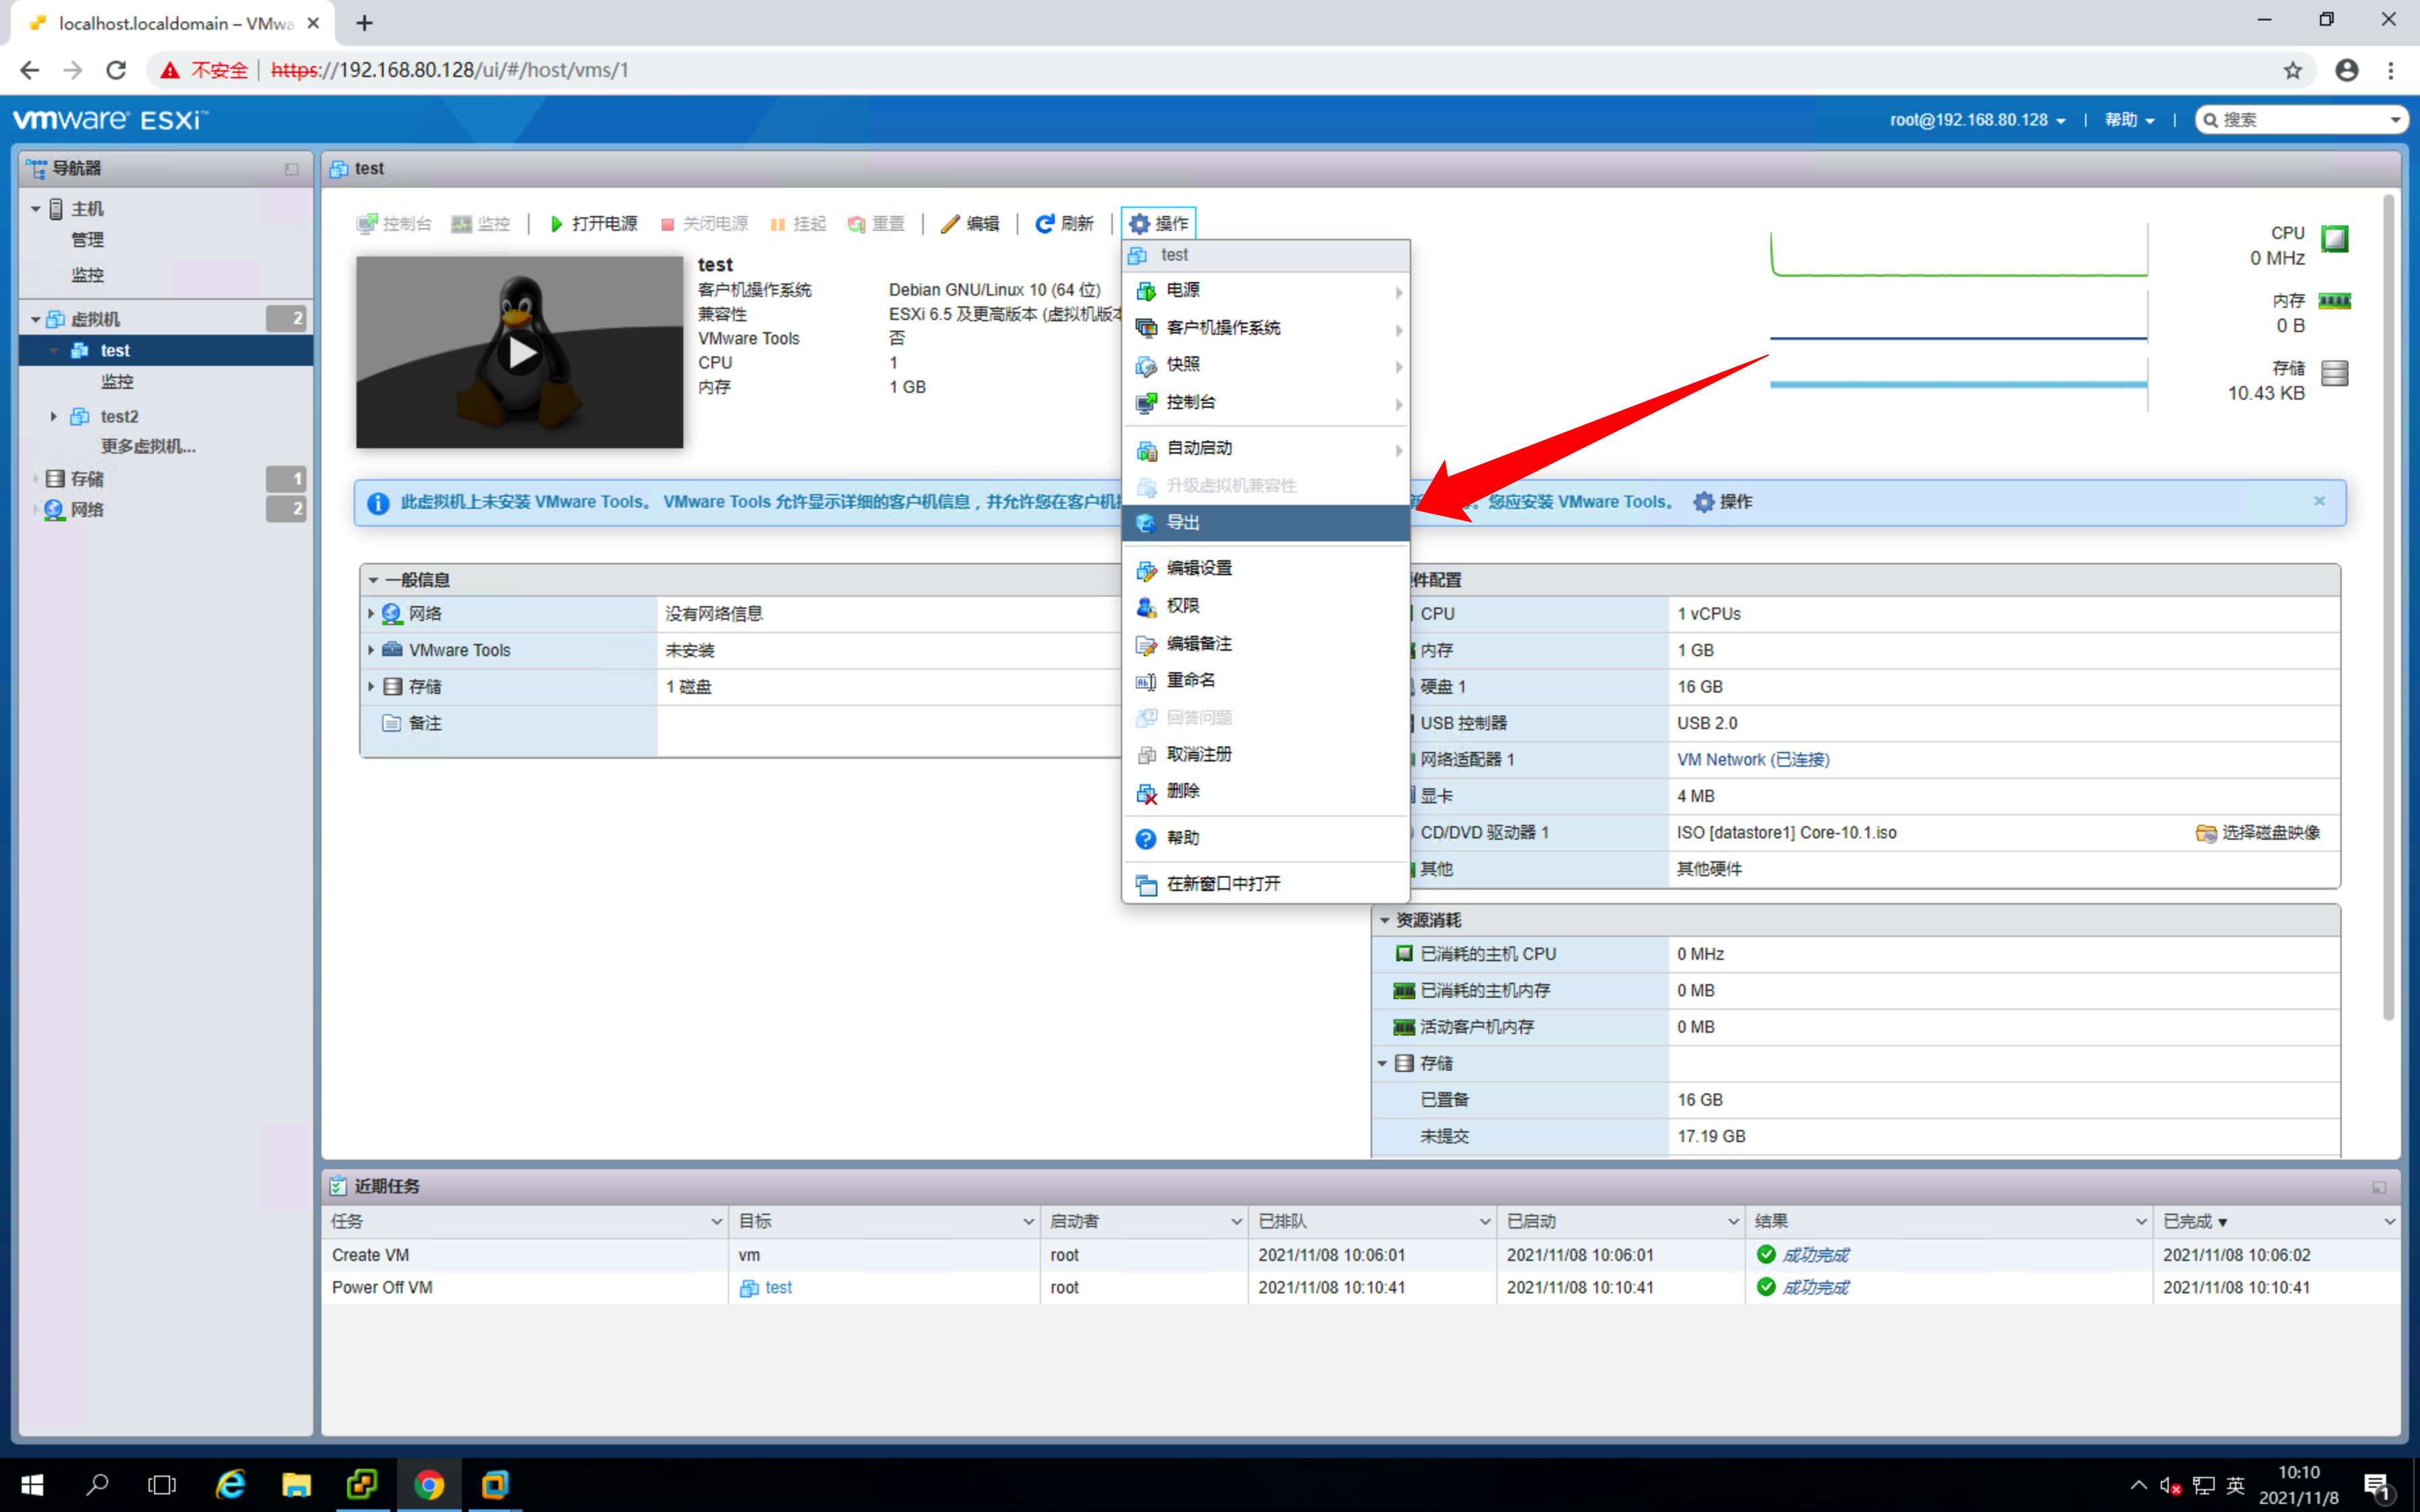 localhost.localdomain – VMwa
不安全 https://192.168.80.128/ui/#/host/vms/1
vmware ESXi™
root@192.168.80.128 | 帮助 | 搜索
导航器
主机
管理
监控
虚拟机 2
test
监控
test2
更多虚拟机...
存储 1
网络 2
test
控制台 监控 | 打开电源 关闭电源 挂起 重置 | 编辑 | 刷新 | 操作
test
客户机操作系统 Debian GNU/Linux 10 (64 位)
兼容性 ESXi 6.5 及更高版本 (虚拟机版本
VMware Tools 否
CPU 1
内存 1 GB
CPU
0 MHz
内存
0 B
存储
10.43 KB
此虚拟机上未安装 VMware Tools。 VMware Tools 允许显示详细的客户机信息，并允许您在客户机 您应安装 VMware Tools。 操作
test
电源
客户机操作系统
快照
控制台
自动启动
升级虚拟机兼容性
导出
编辑设置
权限
编辑备注
重命名
回答问题
取消注册
删除
帮助
在新窗口中打开
一般信息
网络 没有网络信息
VMware Tools 未安装
存储 1 磁盘
备注
件配置
CPU 1 vCPUs
内存 1 GB
硬盘 1 16 GB
USB 控制器 USB 2.0
网络适配器 1 VM Network (已连接)
显卡 4 MB
CD/DVD 驱动器 1 ISO [datastore1] Core-10.1.iso 选择磁盘映像
其他 其他硬件
资源消耗
已消耗的主机 CPU 0 MHz
已消耗的主机内存 0 MB
活动客户机内存 0 MB
存储
已置备 16 GB
未提交 17.19 GB
近期任务
任务 目标 启动者 已排队 已启动 结果 已完成 ▼
Create VM vm root 2021/11/08 10:06:01 2021/11/08 10:06:01 成功完成 2021/11/08 10:06:02
Power Off VM test root 2021/11/08 10:10:41 2021/11/08 10:10:41 成功完成 2021/11/08 10:10:41
英
10:10
2021/11/8
1